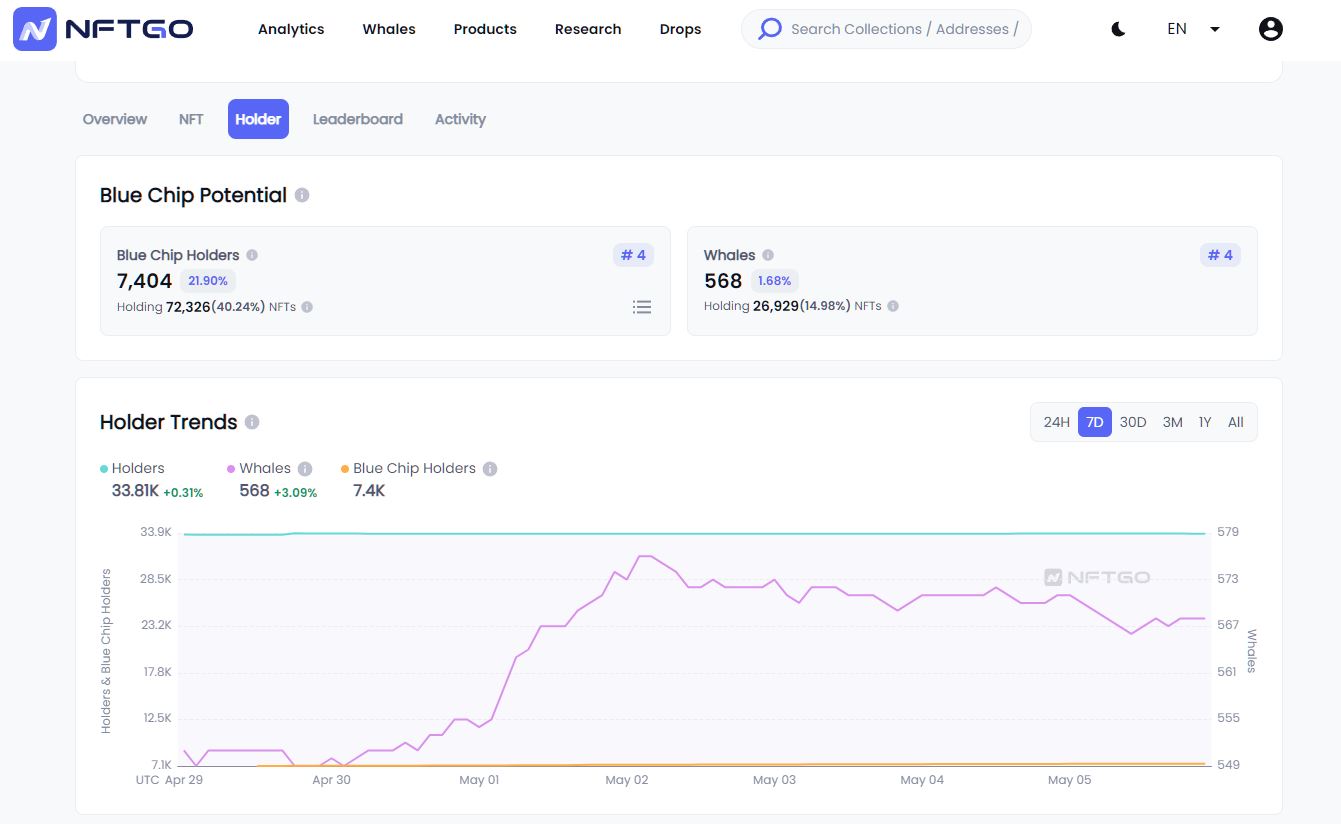 NFTGO Analytics Whales Products Research Drops Search Collections / Addresses / EN
Overview NFT Holder Leaderboard Activity
Blue Chip Potential
Blue Chip Holders # 4
7,404 21.90%
Holding 72,326(40.24%) NFTs
Whales # 4
568 1.68%
Holding 26,929(14.98%) NFTs
Holder Trends
24H 7D 30D 3M 1Y All
Holders Whales Blue Chip Holders
33.81K +0.31% 568 +3.09% 7.4K
Holders & Blue Chip Holders
33.9K
28.5K
23.2K
17.8K
12.5K
7.1K
NFTGO
579
573
567
561
555
549
Whales
UTC Apr 29 Apr 30 May 01 May 02 May 03 May 04 May 05